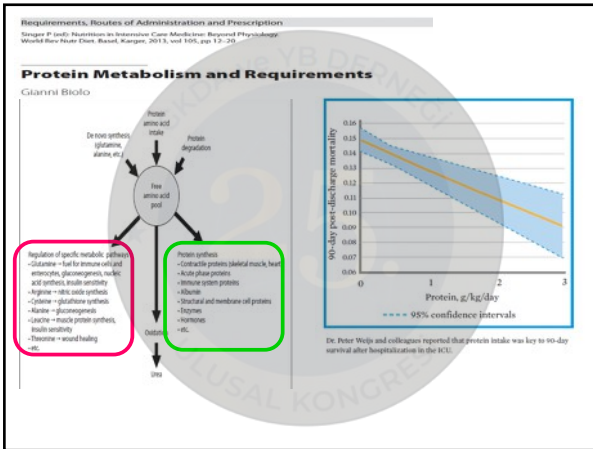 Requirements, Routes of Administration and Prescription
Singer P (ed): Nutrition in Intensive Care Medicine: Beyond Physiology.
World Rev Nutr Diet. Basel, Karger, 2013, vol 105, pp 12–20
Protein Metabolism and Requirements
Gianni Biolo
Protein
amino acid
intake
De novo synthesis
(glutamine,
alanine, etc.)
Protein
degradation
Free
amino acid
pool
Regulation of specific metabolic pathways
– Glutamine → fuel for immune cells and
enterocytes, gluconeogenesis, nucleic
acid synthesis, insulin sensitivity
– Arginine → nitric oxide synthesis
– Cysteine → glutathione synthesis
– Alanine → gluconeogenesis
– Leucine → muscle protein synthesis,
insulin sensitivity
– Threonine → wound healing
– etc.
Protein synthesis
– Contractile proteins (skeletal muscle, heart)
– Acute phase proteins
– Immune system proteins
– Albumin
– Structural and membrane cell proteins
– Enzymes
– Hormones
– etc.
Oxidation
Urea
90-day post-discharge mortality
0.16
0.15
0.14
0.13
0.12
0.11
0.10
0.09
0.08
0.07
0.06
0
1
2
3
Protein, g/kg/day
95% confidence intervals
Dr. Peter Weijs and colleagues reported that protein intake was key to 90-day
survival after hospitalization in the ICU.
YB DERNEĞİ
25.
ULUSAL KONGRE